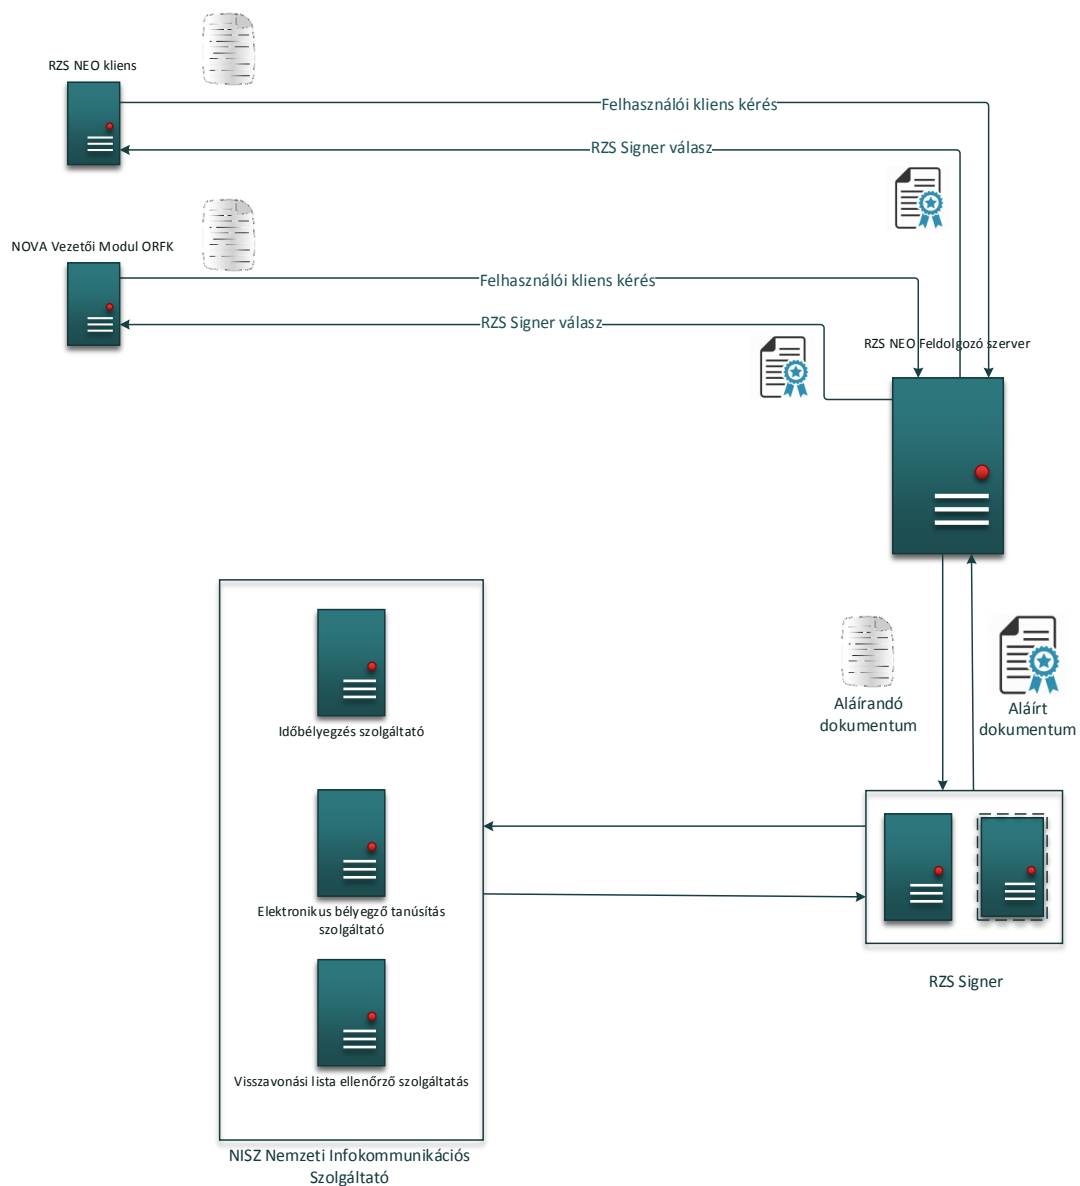 RZS NEO kliens
Felhasználói kliens kérés
RZS Signer válasz
NOVA Vezetői Modul ORFK
Felhasználói kliens kérés
RZS Signer válasz
RZS NEO Feldolgozó szerver
Aláírandó
dokumentum
Aláírt
dokumentum
Időbélyegzés szolgáltató
Elektronikus bélyegző tanúsítás
szolgáltató
Visszavonási lista ellenőrző szolgáltatás
RZS Signer
NISZ Nemzeti Infokommunikációs
Szolgáltató